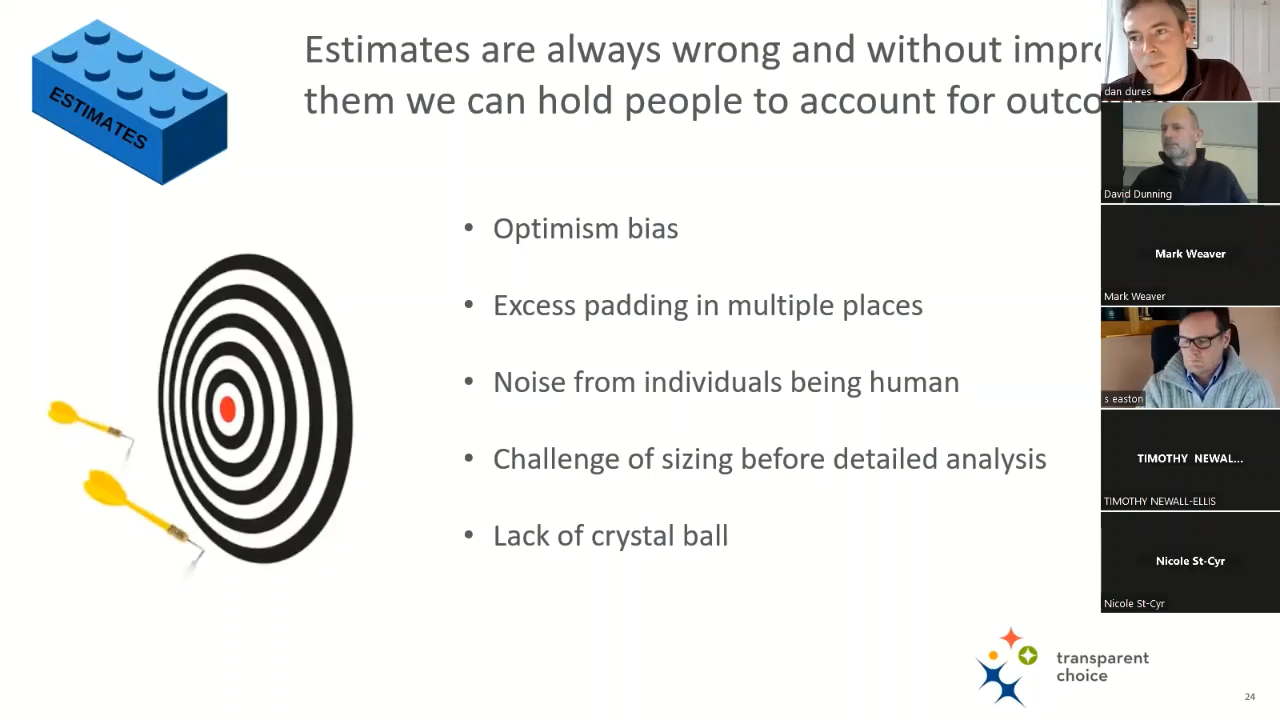 ESTIMATES
Estimates are always wrong and without impro
them we can hold people to account for outco
• Optimism bias
• Excess padding in multiple places
• Noise from individuals being human
• Challenge of sizing before detailed analysis
• Lack of crystal ball
transparent
choice
24
dan dures
David Dunning
Mark Weaver
Mark Weaver
s easton
TIMOTHY NEWAL...
TIMOTHY NEWALL-ELLIS
Nicole St-Cyr
Nicole St-Cyr